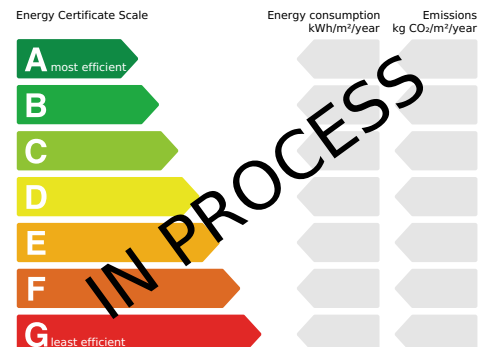 Energy Certificate Scale
Energy consumption
kWh/m²/year
Emissions
kg CO₂/m²/year
A most efficient
B
C
D
E
F
G least efficient
IN PROCESS